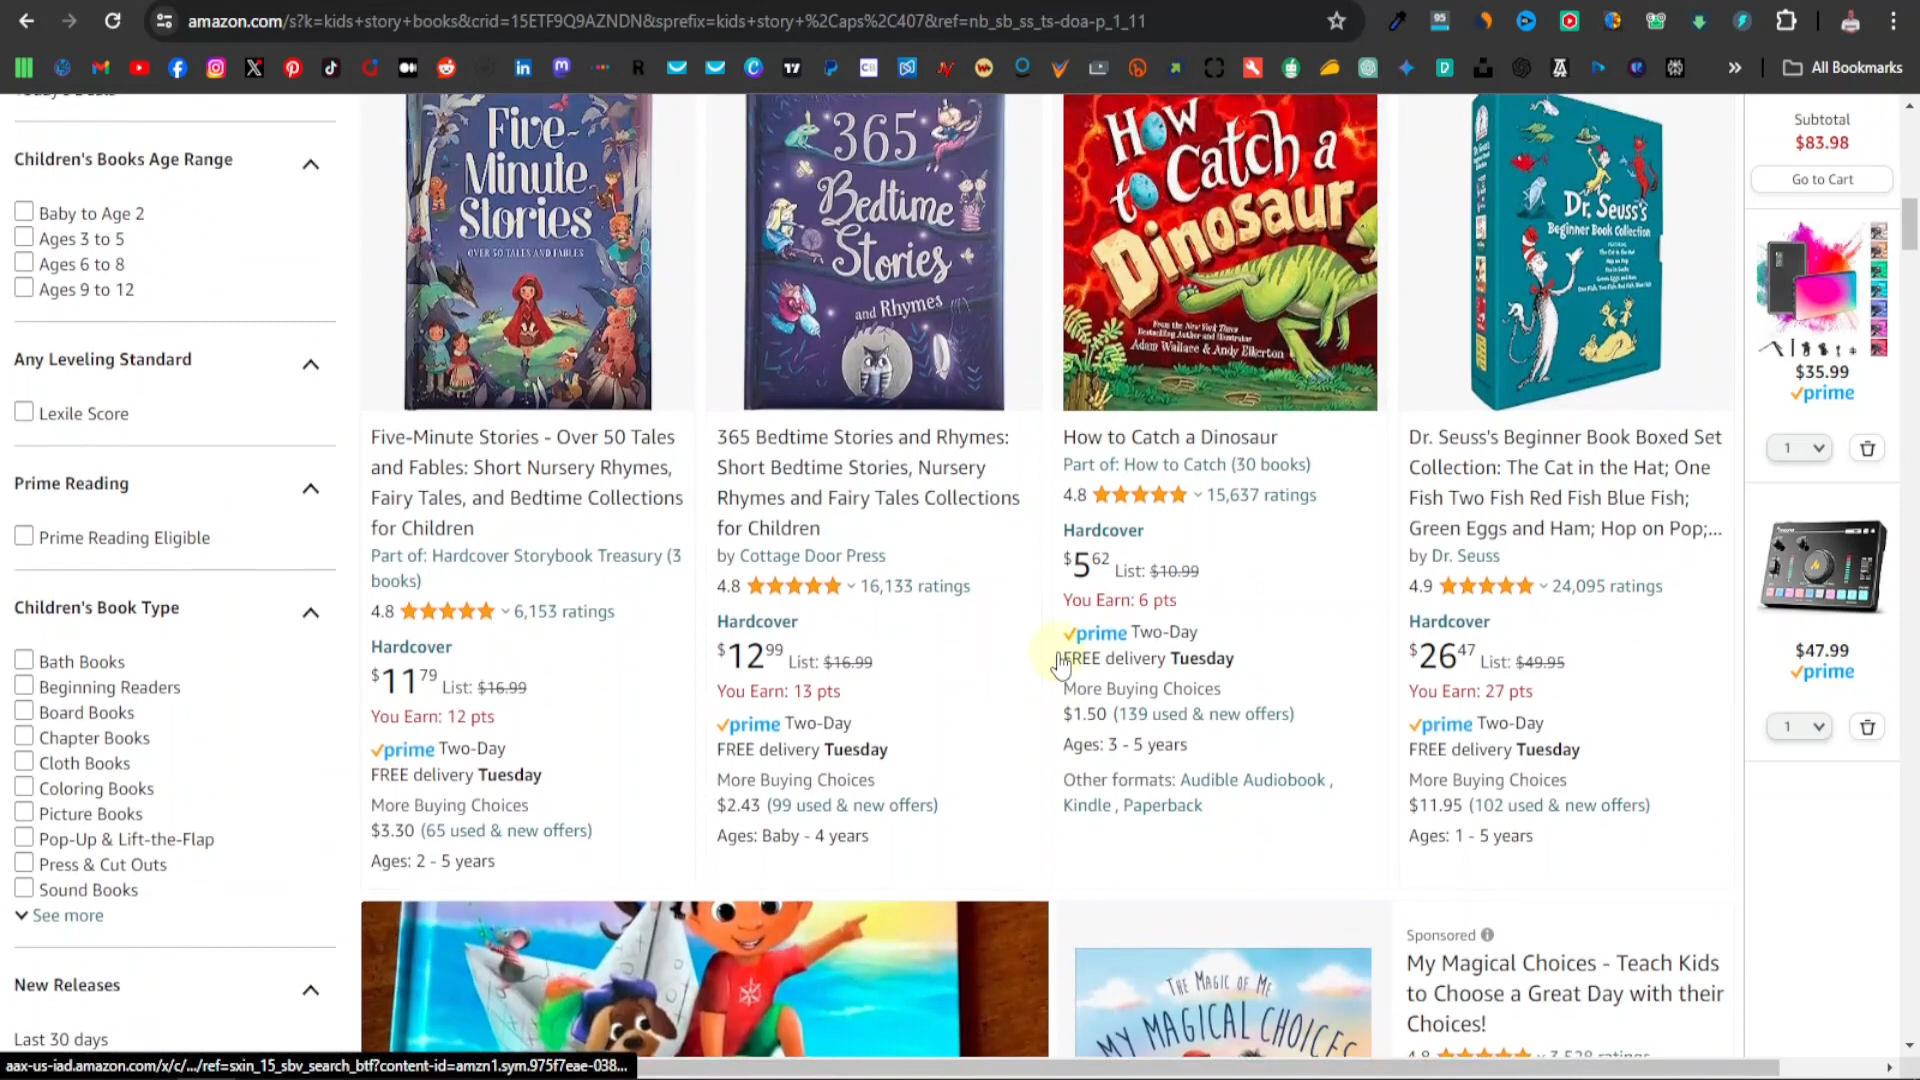 amazon.com/s?k=kids+story+books&crid=15ETF9Q9AZNDN&sprefix=kids+story+%2Caps%2C407&ref=nb_sb_ss_ts-doa-p_1_11
All Bookmarks
Children's Books Age Range
Baby to Age 2
Ages 3 to 5
Ages 6 to 8
Ages 9 to 12
Any Leveling Standard
Lexile Score
Prime Reading
Prime Reading Eligible
Children's Book Type
Bath Books
Beginning Readers
Board Books
Chapter Books
Cloth Books
Coloring Books
Picture Books
Pop-Up & Lift-the-Flap
Press & Cut Outs
Sound Books
See more
New Releases
Last 30 days
Five-
Minute
Stories
OVER 50 TALES AND FABLES
Five-Minute Stories - Over 50 Tales
and Fables: Short Nursery Rhymes,
Fairy Tales, and Bedtime Collections
for Children
Part of: Hardcover Storybook Treasury (3
books)
4.8 6,153 ratings
Hardcover
$11 79 List: $16.99
You Earn: 12 pts
prime Two-Day
FREE delivery Tuesday
More Buying Choices
$3.30 (65 used & new offers)
Ages: 2 - 5 years
365
Bedtime
Stories
and Rhymes
365 Bedtime Stories and Rhymes:
Short Bedtime Stories, Nursery
Rhymes and Fairy Tales Collections
for Children
by Cottage Door Press
4.8 16,133 ratings
Hardcover
$12 99 List: $16.99
You Earn: 13 pts
prime Two-Day
FREE delivery Tuesday
More Buying Choices
$2.43 (99 used & new offers)
Ages: Baby - 4 years
How
to Catch a
Dinosaur
From the New York Times
Bestselling Author and Illustrator
Adam Wallace & Andy Elkerton
How to Catch a Dinosaur
Part of: How to Catch (30 books)
4.8 15,637 ratings
Hardcover
$5 62 List: $10.99
You Earn: 6 pts
prime Two-Day
FREE delivery Tuesday
More Buying Choices
$1.50 (139 used & new offers)
Ages: 3 - 5 years
Other formats: Audible Audiobook ,
Kindle , Paperback
Dr. Seuss's
Beginner Book Collection
Dr. Seuss's Beginner Book Boxed Set
Collection: The Cat in the Hat; One
Fish Two Fish Red Fish Blue Fish;
Green Eggs and Ham; Hop on Pop;...
by Dr. Seuss
4.9 24,095 ratings
Hardcover
$26 47 List: $49.95
You Earn: 27 pts
prime Two-Day
FREE delivery Tuesday
More Buying Choices
$11.95 (102 used & new offers)
Ages: 1 - 5 years
THE MAGIC OF ME
MY MAGICAL CHOICES
Sponsored
My Magical Choices - Teach Kids
to Choose a Great Day with their
Choices!
4.8 3,528 ratings
Subtotal
$83.98
Go to Cart
$35.99
prime
1
$47.99
prime
1
aax-us-iad.amazon.com/x/c/.../ref=sxin_15_sbv_search_btf?content-id=amzn1.sym.975f7eae-038...